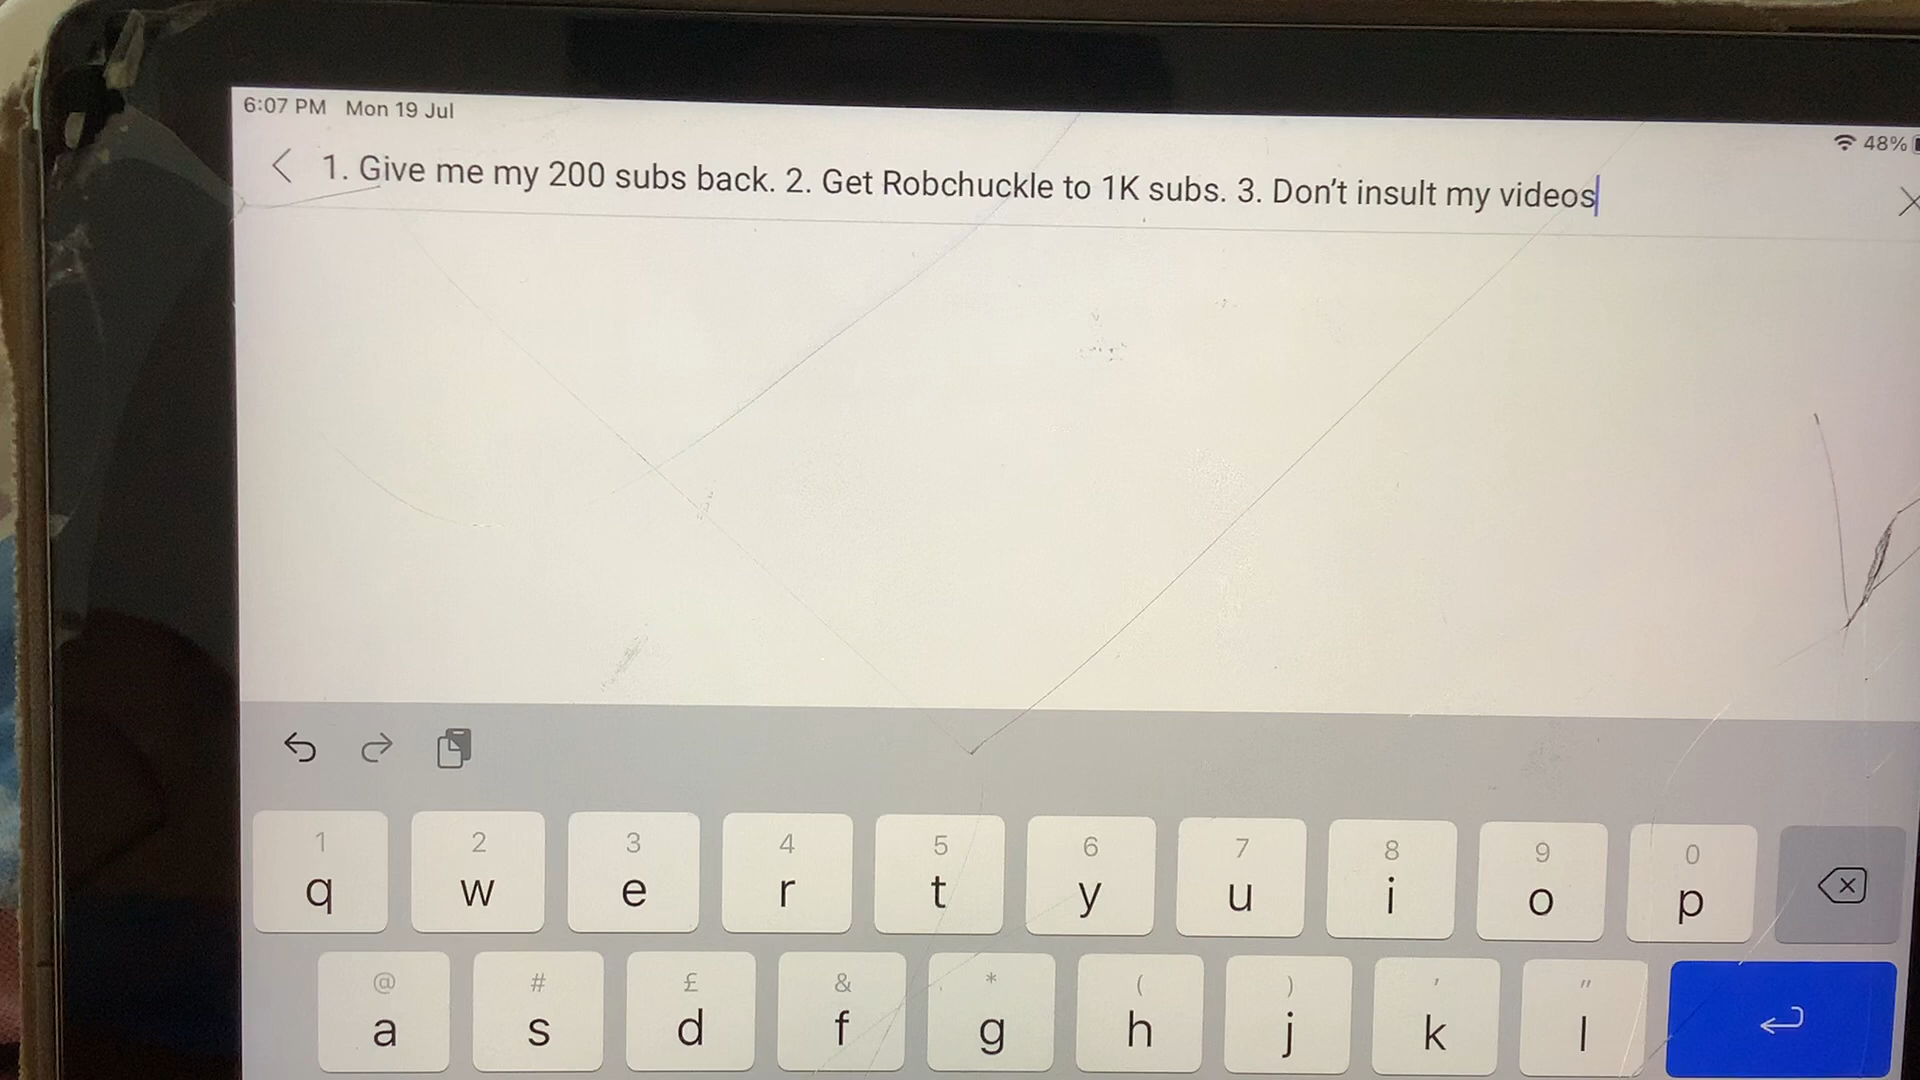 6:07 PM Mon 19 Jul
48%
1. Give me my 200 subs back. 2. Get Robchuckle to 1K subs. 3. Don't insult my videos
1 2 3 4 5 6 7 8 9 0
q w e r t y u i o p
@ # £ & * ( ) ' "
a s d f g h j k l